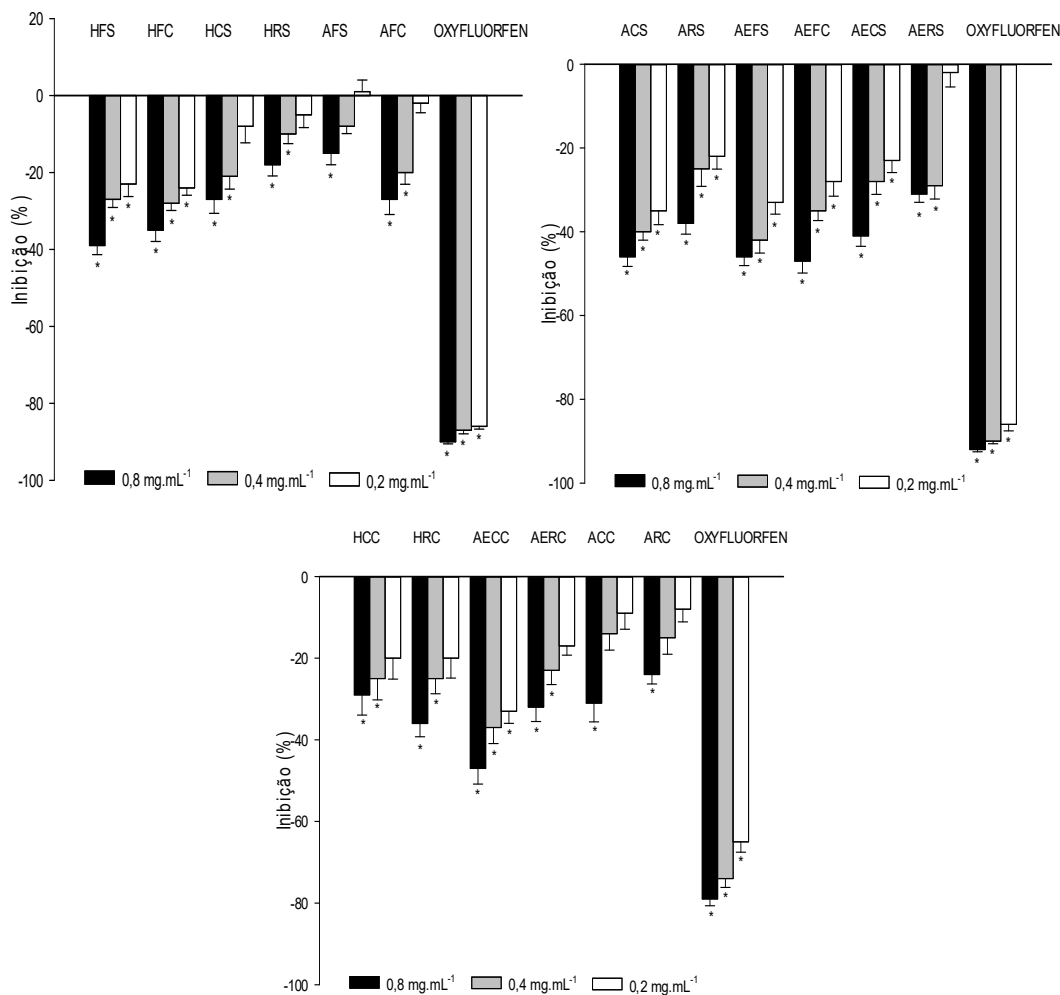 HFS HFC HCS HRS AFS AFC OXYFLUORFEN
20
0
-20
-40
-60
-80
-100
Inibição (%)
* * * * * * * * * * * * * * * *
0,8 mg.mL-1 0,4 mg.mL-1 0,2 mg.mL-1
ACS ARS AEFS AEFC AECS AERS OXYFLUORFEN
0
-20
-40
-60
-80
-100
Inibição (%)
* * * * * * * * * * * * * * * * * * * *
0,8 mg.mL-1 0,4 mg.mL-1 0,2 mg.mL-1
HCC HRC AECC AERC ACC ARC OXYFLUORFEN
0
-20
-40
-60
-80
-100
Inibição (%)
* * * * * * * * * * * * * *
0,8 mg.mL-1 0,4 mg.mL-1 0,2 mg.mL-1